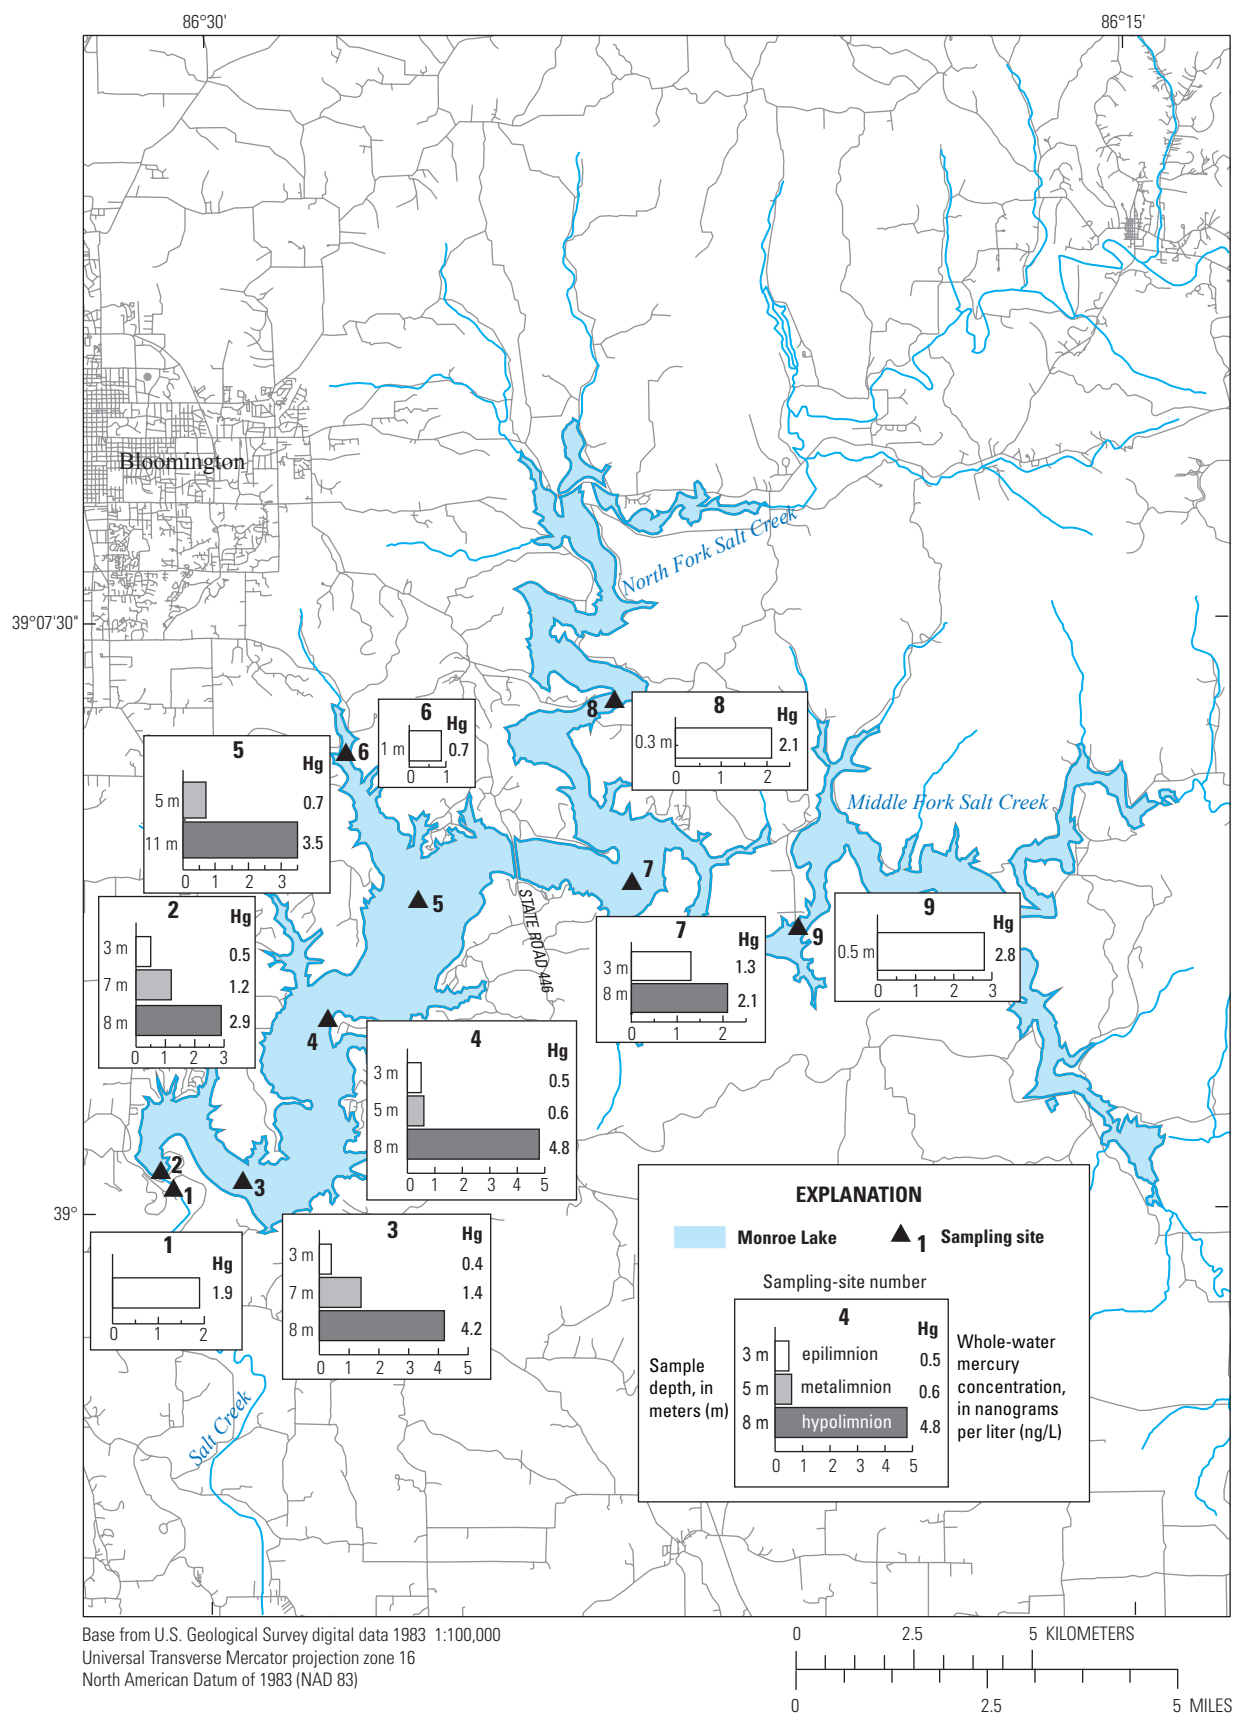 86°30' 86°15'
Bloomington
North Fork Salt Creek
39°07'30"
8
6
Hg
1 m 0.7
0 1
6
8
Hg
0.3 m 2.1
0 1 2
5
Hg
5 m 0.7
11 m 3.5
0 1 2 3
Middle Fork Salt Creek
7
5
STATE ROAD 446
2
Hg
3 m 0.5
7 m 1.2
8 m 2.9
0 1 2 3
7
Hg
3 m 1.3
8 m 2.1
0 1 2
9
9
Hg
0.5 m 2.8
0 1 2 3
4
4
Hg
3 m 0.5
5 m 0.6
8 m 4.8
0 1 2 3 4 5
2
1
3
39°
1
Hg
1.9
0 1 2
3
Hg
3 m 0.4
7 m 1.4
8 m 4.2
0 1 2 3 4 5
Salt Creek
EXPLANATION
Monroe Lake
1 Sampling site
Sampling-site number
4
Hg
3 m epilimnion 0.5
5 m metalimnion 0.6
8 m hypolimnion 4.8
0 1 2 3 4 5
Sample
depth, in
meters (m)
Whole-water
mercury
concentration,
in nanograms
per liter (ng/L)
Base from U.S. Geological Survey digital data 1983 1:100,000
Universal Transverse Mercator projection zone 16
North American Datum of 1983 (NAD 83)
0 2.5 5 KILOMETERS
0 2.5 5 MILES